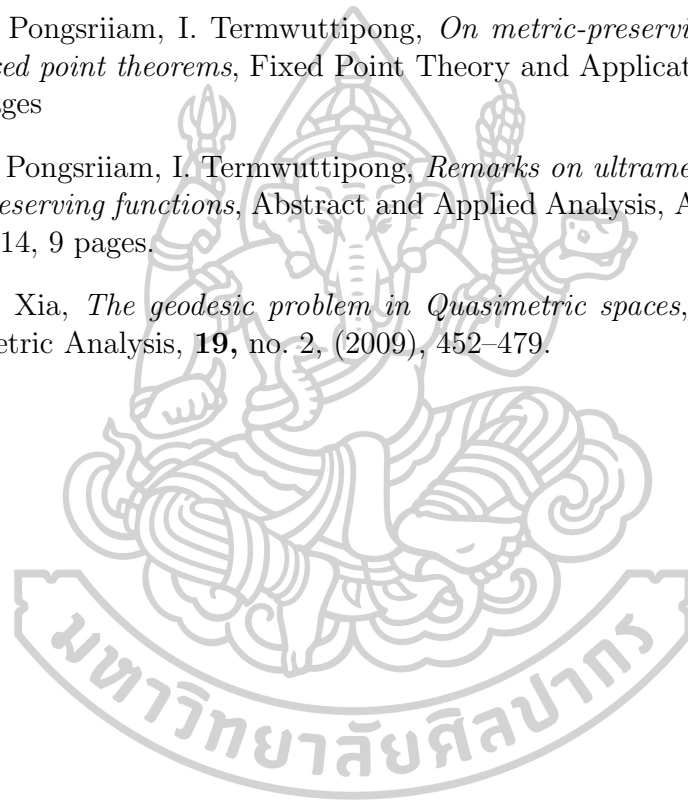 Pongsriiam, I. Termwuttipong, On metric-preservi
ed point theorems, Fixed Point Theory and Applicat
ges
Pongsriiam, I. Termwuttipong, Remarks on ultrame
eserving functions, Abstract and Applied Analysis, A
14, 9 pages.
Xia, The geodesic problem in Quasimetric spaces,
etric Analysis, 19, no. 2, (2009), 452–479.
มหาวิทยาลัยศิลปากร